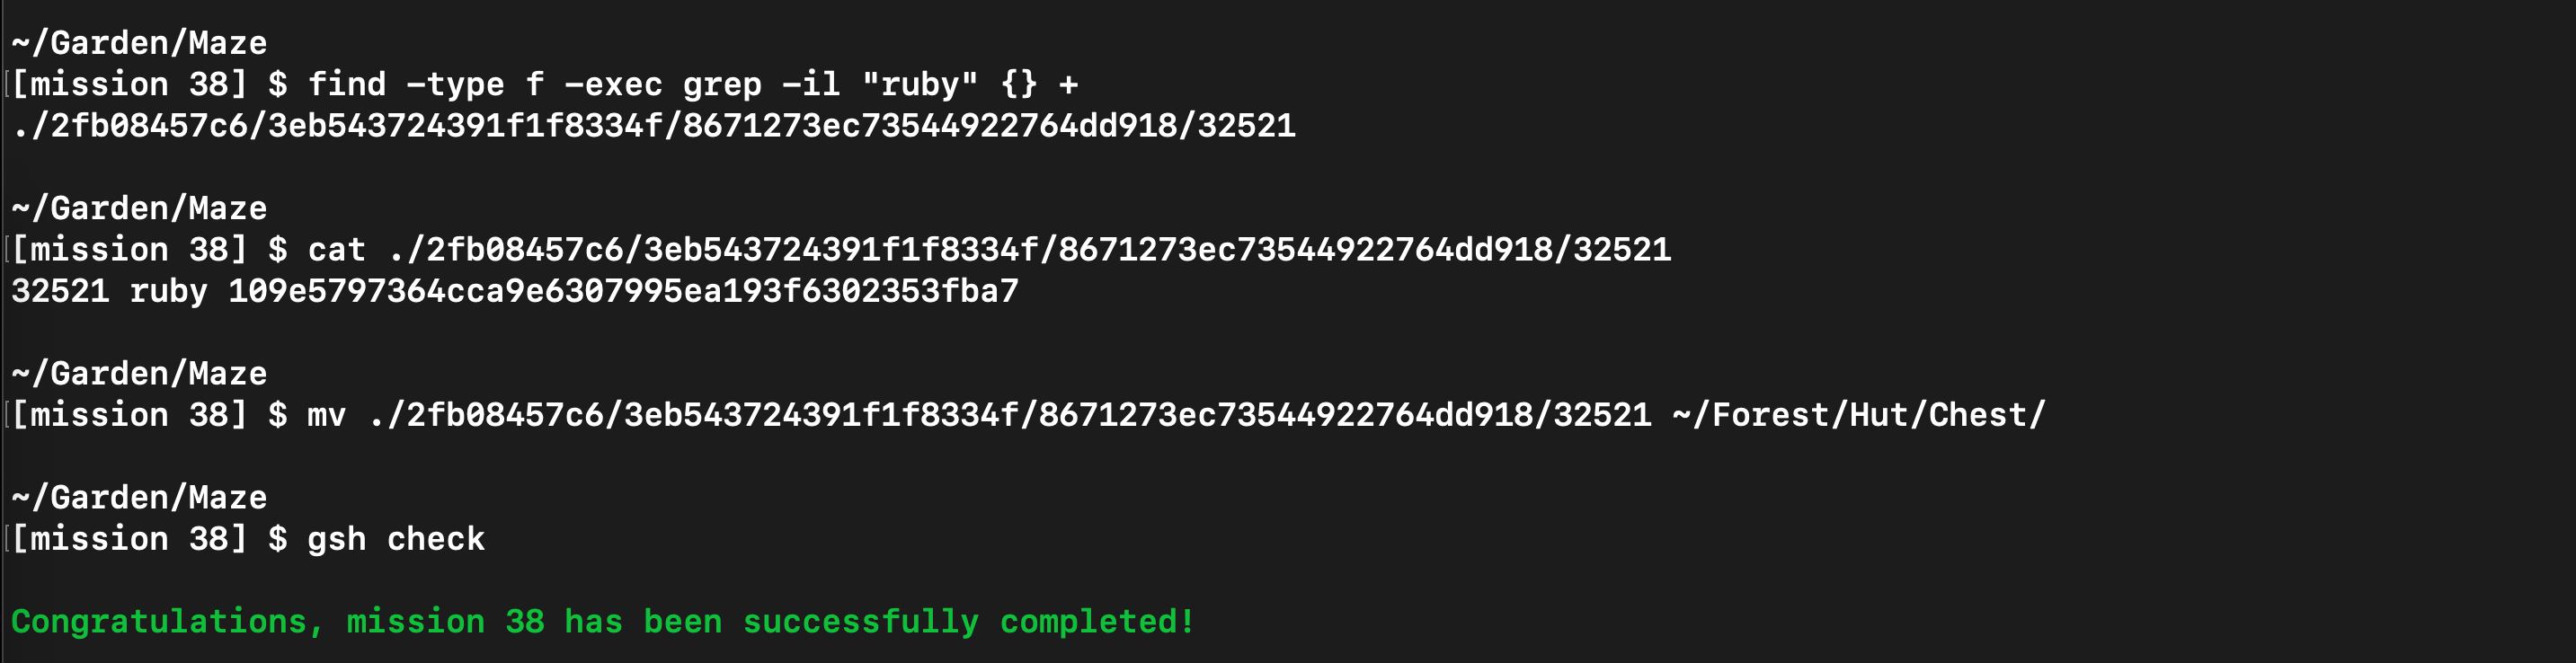 ~/Garden/Maze
[mission 38] $ find -type f -exec grep -il "ruby" {} +
./2fb08457c6/3eb543724391f1f8334f/8671273ec73544922764dd918/32521
~/Garden/Maze
[mission 38] $ cat ./2fb08457c6/3eb543724391f1f8334f/8671273ec73544922764dd918/32521
32521 ruby 109e5797364cca9e6307995ea193f6302353fba7
~/Garden/Maze
[mission 38] $ mv ./2fb08457c6/3eb543724391f1f8334f/8671273ec73544922764dd918/32521 ~/Forest/Hut/Chest/
~/Garden/Maze
[mission 38] $ gsh check
Congratulations, mission 38 has been successfully completed!